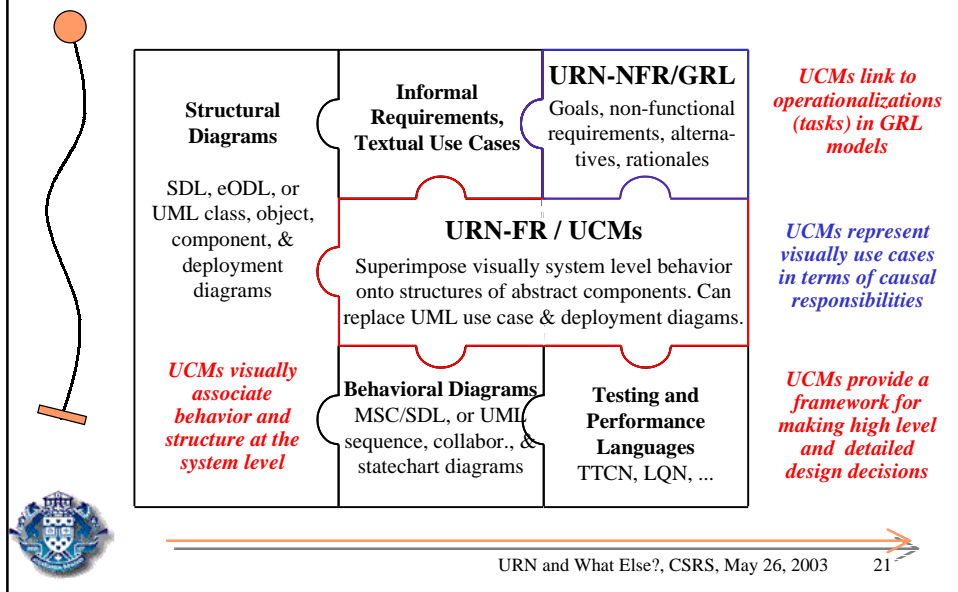 Structural
Diagrams
SDL, eODL, or
UML class, object,
component, &
deployment
diagrams
UCMs visually
associate
behavior and
structure at the
system level
Informal
Requirements,
Textual Use Cases
URN-NFR/GRL
Goals, non-functional
requirements, alterna-
tives, rationales
URN-FR / UCMs
Superimpose visually system level behavior
onto structures of abstract components. Can
replace UML use case & deployment diagams.
Behavioral Diagrams
MSC/SDL, or UML
sequence, collabor., &
statechart diagrams
Testing and
Performance
Languages
TTCN, LQN, ...
UCMs link to
operationalizations
(tasks) in GRL
models
UCMs represent
visually use cases
in terms of causal
responsibilities
UCMs provide a
framework for
making high level
and detailed
design decisions
URN and What Else?, CSRS, May 26, 2003 21